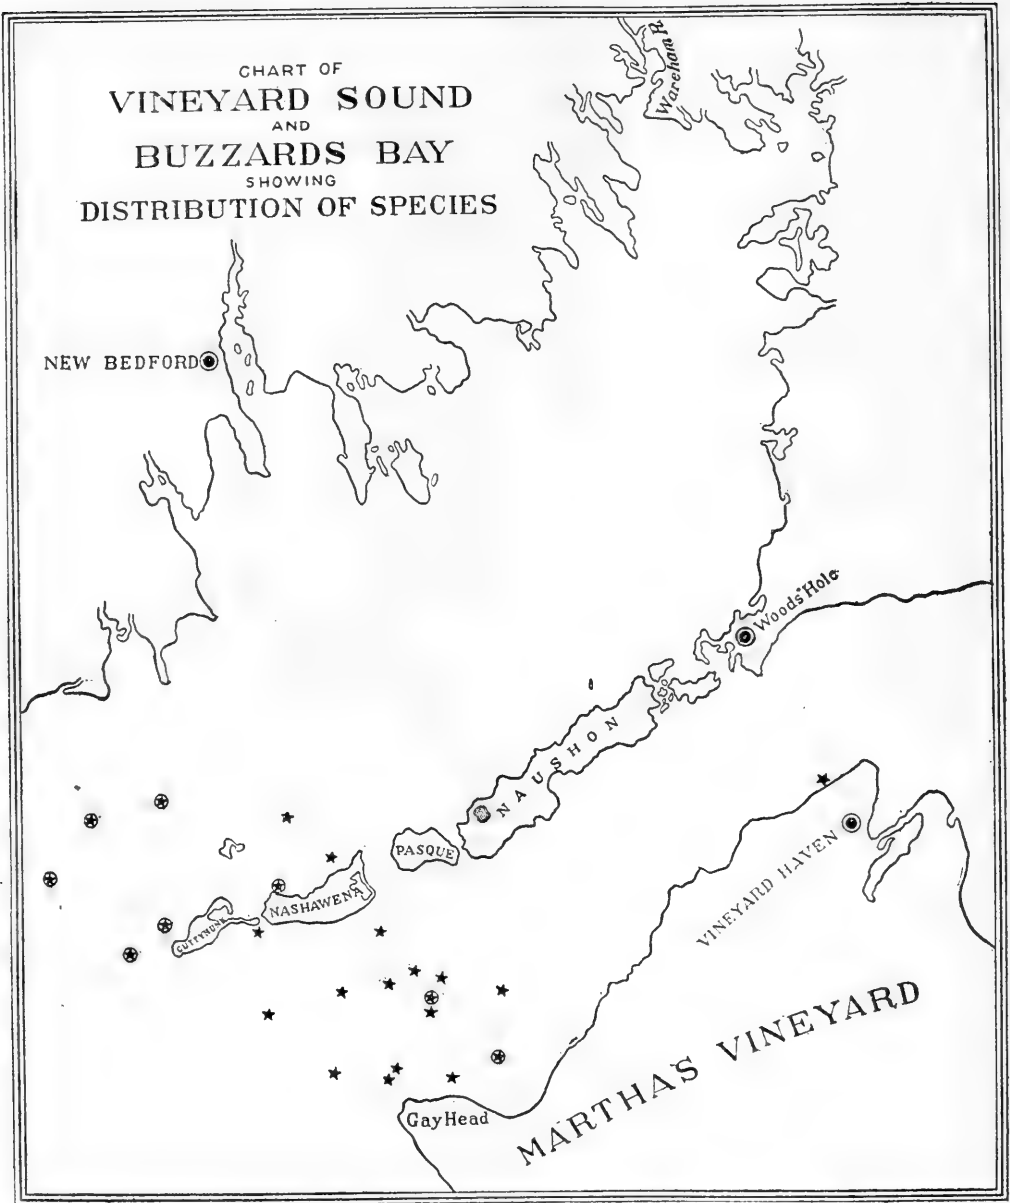 CHART OF
VINEYARD SOUND
AND
BUZZARDS BAY
SHOWING
DISTRIBUTION OF SPECIES
Wareham R.
NEW BEDFORD
Woods Hole
NAUSHON
PASQUE
NASHAWENA
CUTTYHUNK
VINEYARD HAVEN
MARTHAS VINEYARD
Gay Head